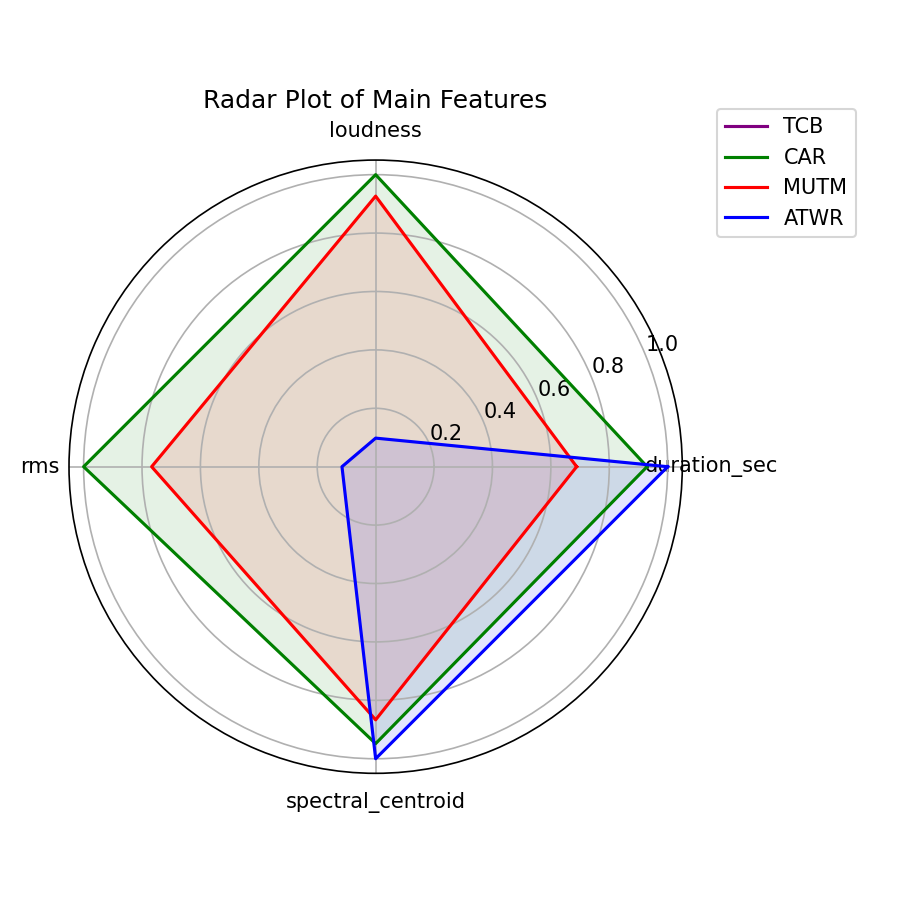 Radar Plot of Main Features
loudness
TCB
CAR
MUTM
ATWR
1.0
0.8
0.6
0.4
0.2
rms
duration_sec
spectral_centroid